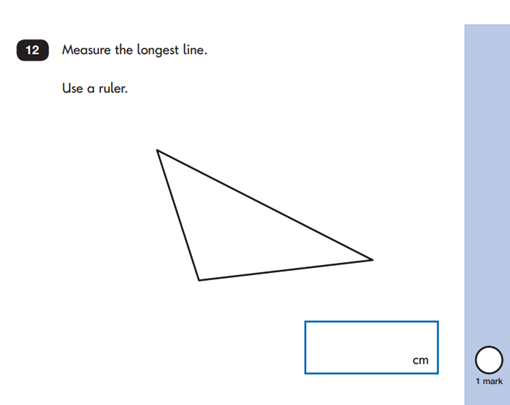 12 Measure the longest line.
Use a ruler.
cm
1 mark